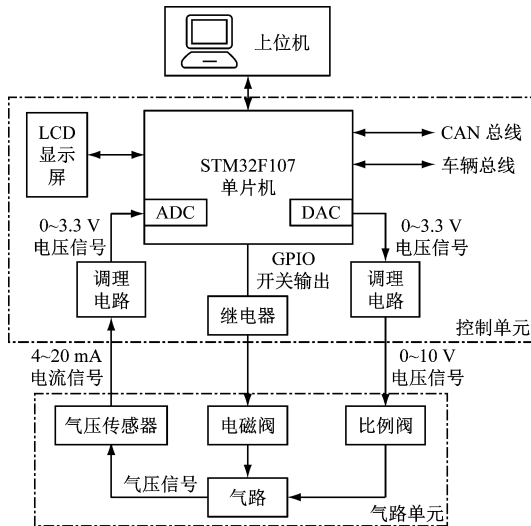 上位机
LCD
显示
屏
STM32F107
单片机
ADC
DAC
CAN 总线
车辆总线
0~3.3 V
电压信号
GPIO
开关输出
0~3.3 V
电压信号
调理
电路
继电器
调理
电路
控制单元
4~20 mA
电流信号
0~10 V
电压信号
气压传感器
电磁阀
比例阀
气压信号
气路
气路单元